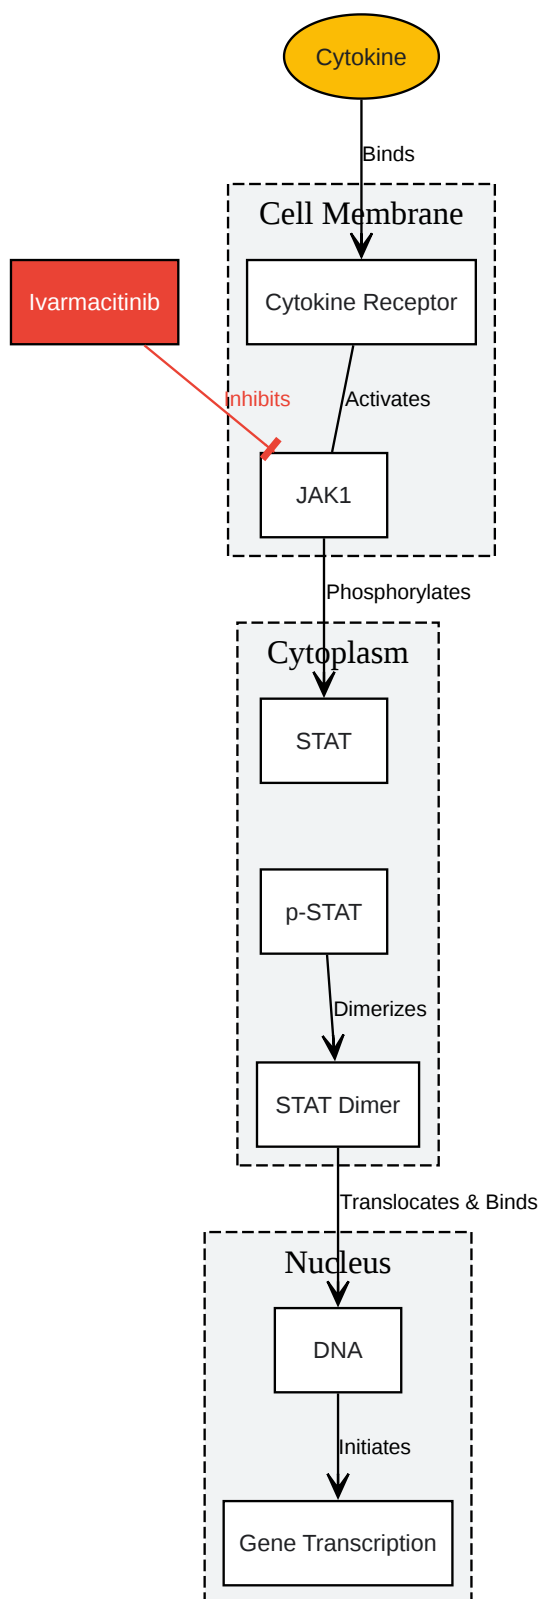 Cytokine
Binds
Cell Membrane
Ivarmacitinib
Cytokine Receptor
Inhibits
Activates
JAK1
Phosphorylates
Cytoplasm
STAT
p-STAT
Dimerizes
STAT Dimer
Translocates & Binds
Nucleus
DNA
Initiates
Gene Transcription